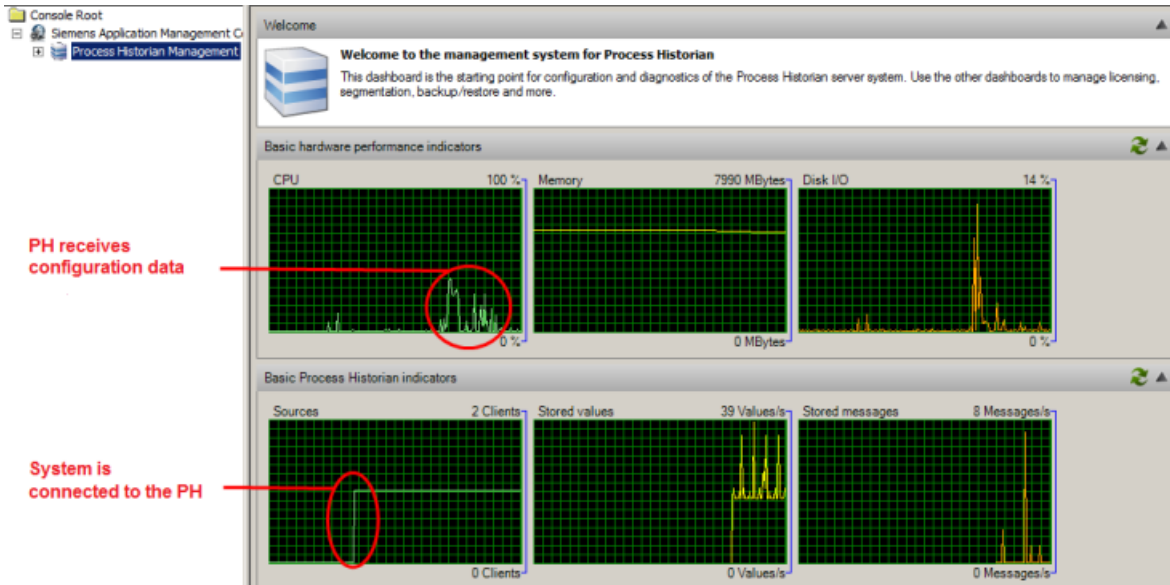 Console Root
Siemens Application Management C
Process Historian Management
Welcome
Welcome to the management system for Process Historian
This dashboard is the starting point for configuration and diagnostics of the Process Historian server system. Use the other dashboards to manage licensing,
segmentation, backup/restore and more.
Basic hardware performance indicators
CPU 100 %
Memory 7990 MBytes
Disk I/O 14 %
PH receives
configuration data
0 %
0 MBytes
0 %
Basic Process Historian indicators
Sources 2 Clients
Stored values 39 Values/s
Stored messages 8 Messages/s
System is
connected to the PH
0 Clients
0 Values/s
0 Messages/s